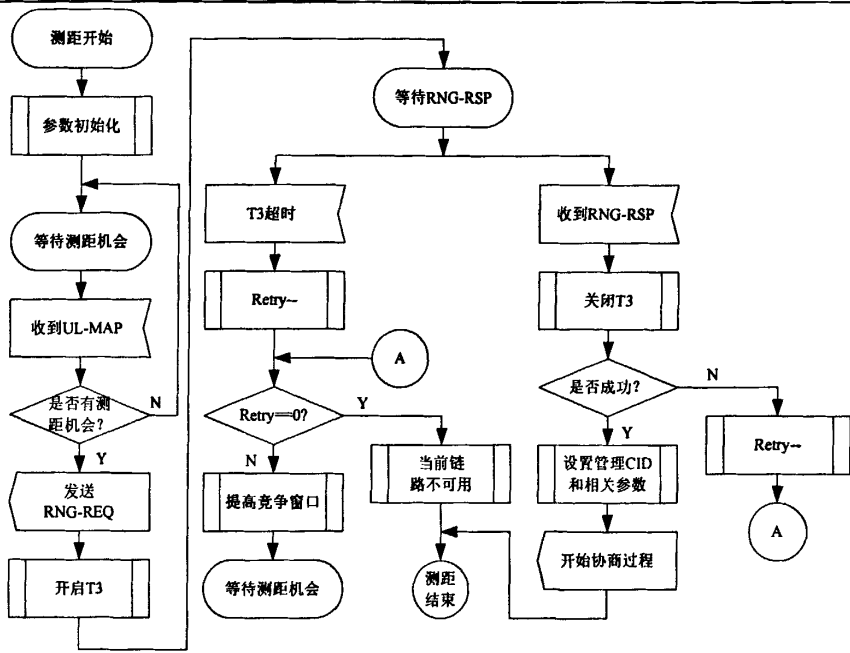 测距开始
参数初始化
等待测距机会
收到UL-MAP
是否有测
距机会?
N
Y
发送
RNG-REQ
开启T3
等待RNG-RSP
T3超时
Retry--
A
Retry==0?
Y
N
提高竞争窗口
等待测距机会
当前链
路不可用
测距
结束
收到RNG-RSP
关闭T3
是否成功?
N
Y
设置管理CID
和相关参数
开始协商过程
Retry--
A